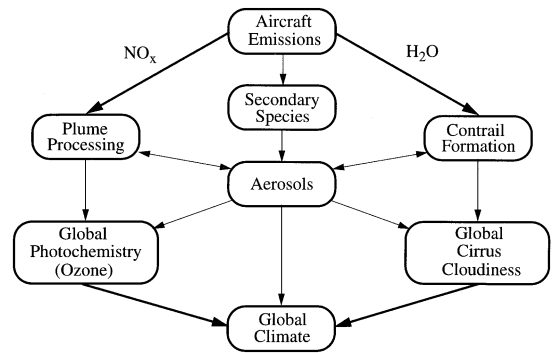 Aircraft
Emissions
NOx
H2O
Secondary
Species
Plume
Processing
Contrail
Formation
Aerosols
Global
Photochemistry
(Ozone)
Global
Cirrus
Cloudiness
Global
Climate